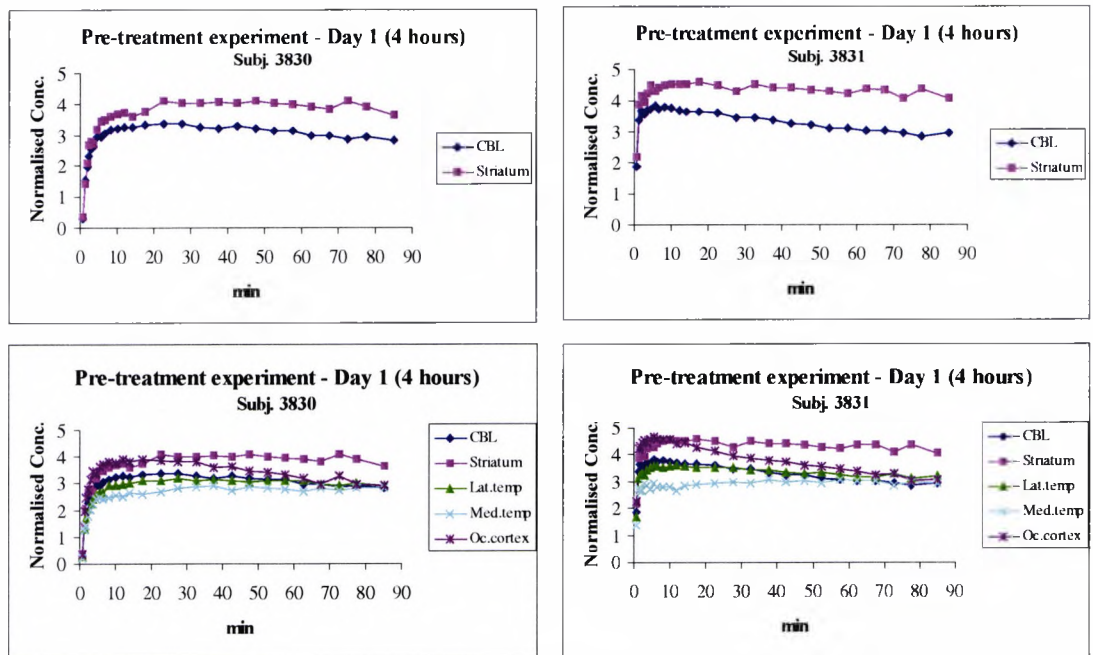 Pre-treatment experiment - Day 1 (4 hours)
Subj. 3830
Normalised Conc.
5
4
3
2
1
0
0 10 20 30 40 50 60 70 80 90
min
CBL
Striatum
Pre-treatment experiment - Day 1 (4 hours)
Subj. 3831
Normalised Conc.
5
4
3
2
1
0
0 10 20 30 40 50 60 70 80 90
min
CBL
Striatum
Pre-treatment experiment - Day 1 (4 hours)
Subj. 3830
Normalised Conc.
5
4
3
2
1
0
0 10 20 30 40 50 60 70 80 90
min
CBL
Striatum
Lat.temp
Med.temp
Oc.cortex
Pre-treatment experiment - Day 1 (4 hours)
Subj. 3831
Normalised Conc.
5
4
3
2
1
0
0 10 20 30 40 50 60 70 80 90
min
CBL
Striatum
Lat.temp
Med.temp
Oc.cortex